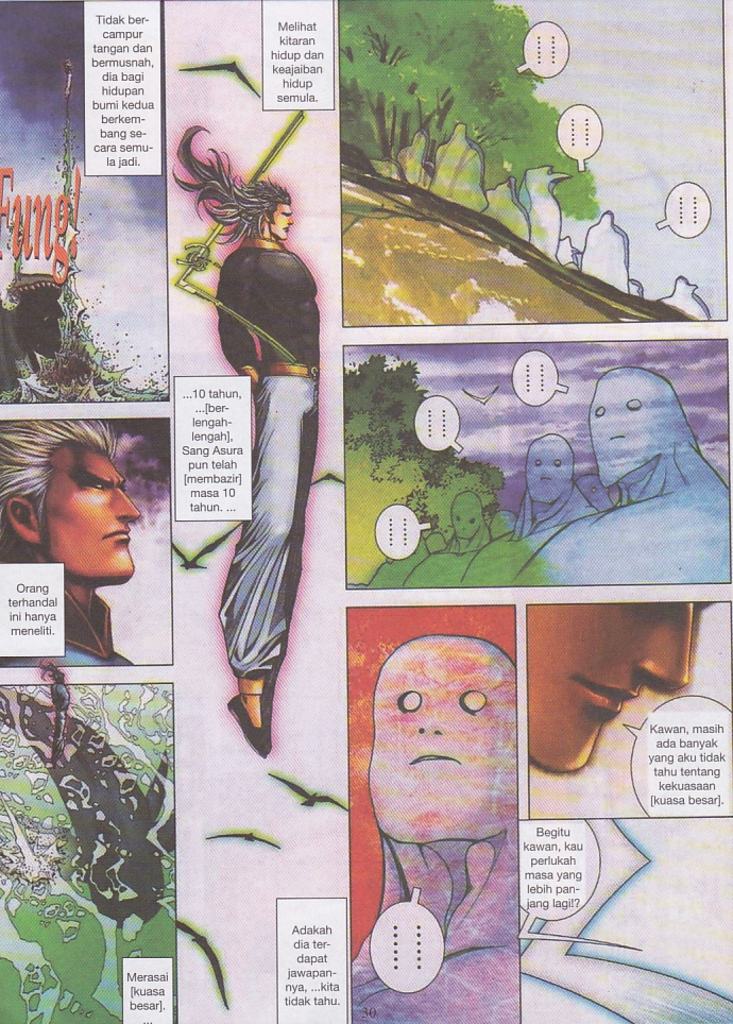 Tidak ber-
campur
tangan dan
bermusnah,
dia bagi
hidupan
bumi kedua
berkem-
bang se-
cara semu-
la jadi.
Melihat
kitaran
hidup dan
keajaiban
hidup
semula.
Fung!
...10 tahun,
...[ber-
lengah-
lengah],
Sang Asura
pun telah
[membazir]
masa 10
tahun. ...
Orang
terhandal
ini hanya
meneliti.
Merasai
[kuasa
besar].
...
Adakah
dia ter-
dapat
jawapan-
nya, ...kita
tidak tahu.
......
......
......
......
......
......
......
......
......
......
......
......
......
......
Kawan, masih
ada banyak
yang aku tidak
tahu tentang
kekuasaan
[kuasa besar].
Begitu
kawan, kau
perlukah
masa yang
lebih pan-
jang lagi!?
30